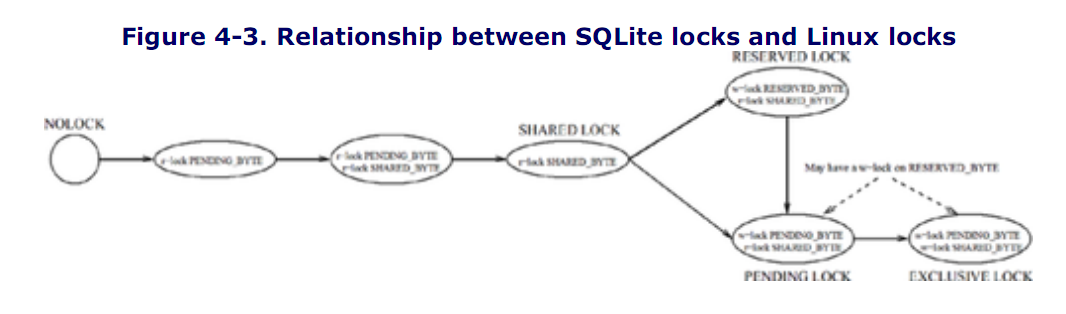 Figure 4-3. Relationship between SQLite locks and Linux locks
RESERVED LOCK
w-lock RESERVED_BYTE
r-lock SHARED_BYTE
NOLOCK
SHARED LOCK
r-lock PENDING_BYTE
r-lock PENDING_BYTE
r-lock SHARED_BYTE
r-lock SHARED_BYTE
May have a w-lock on RESERVED_BYTE
w-lock PENDING_BYTE
r-lock SHARED_BYTE
w-lock PENDING_BYTE
w-lock SHARED_BYTE
PENDING LOCK
EXCLUSIVE LOCK